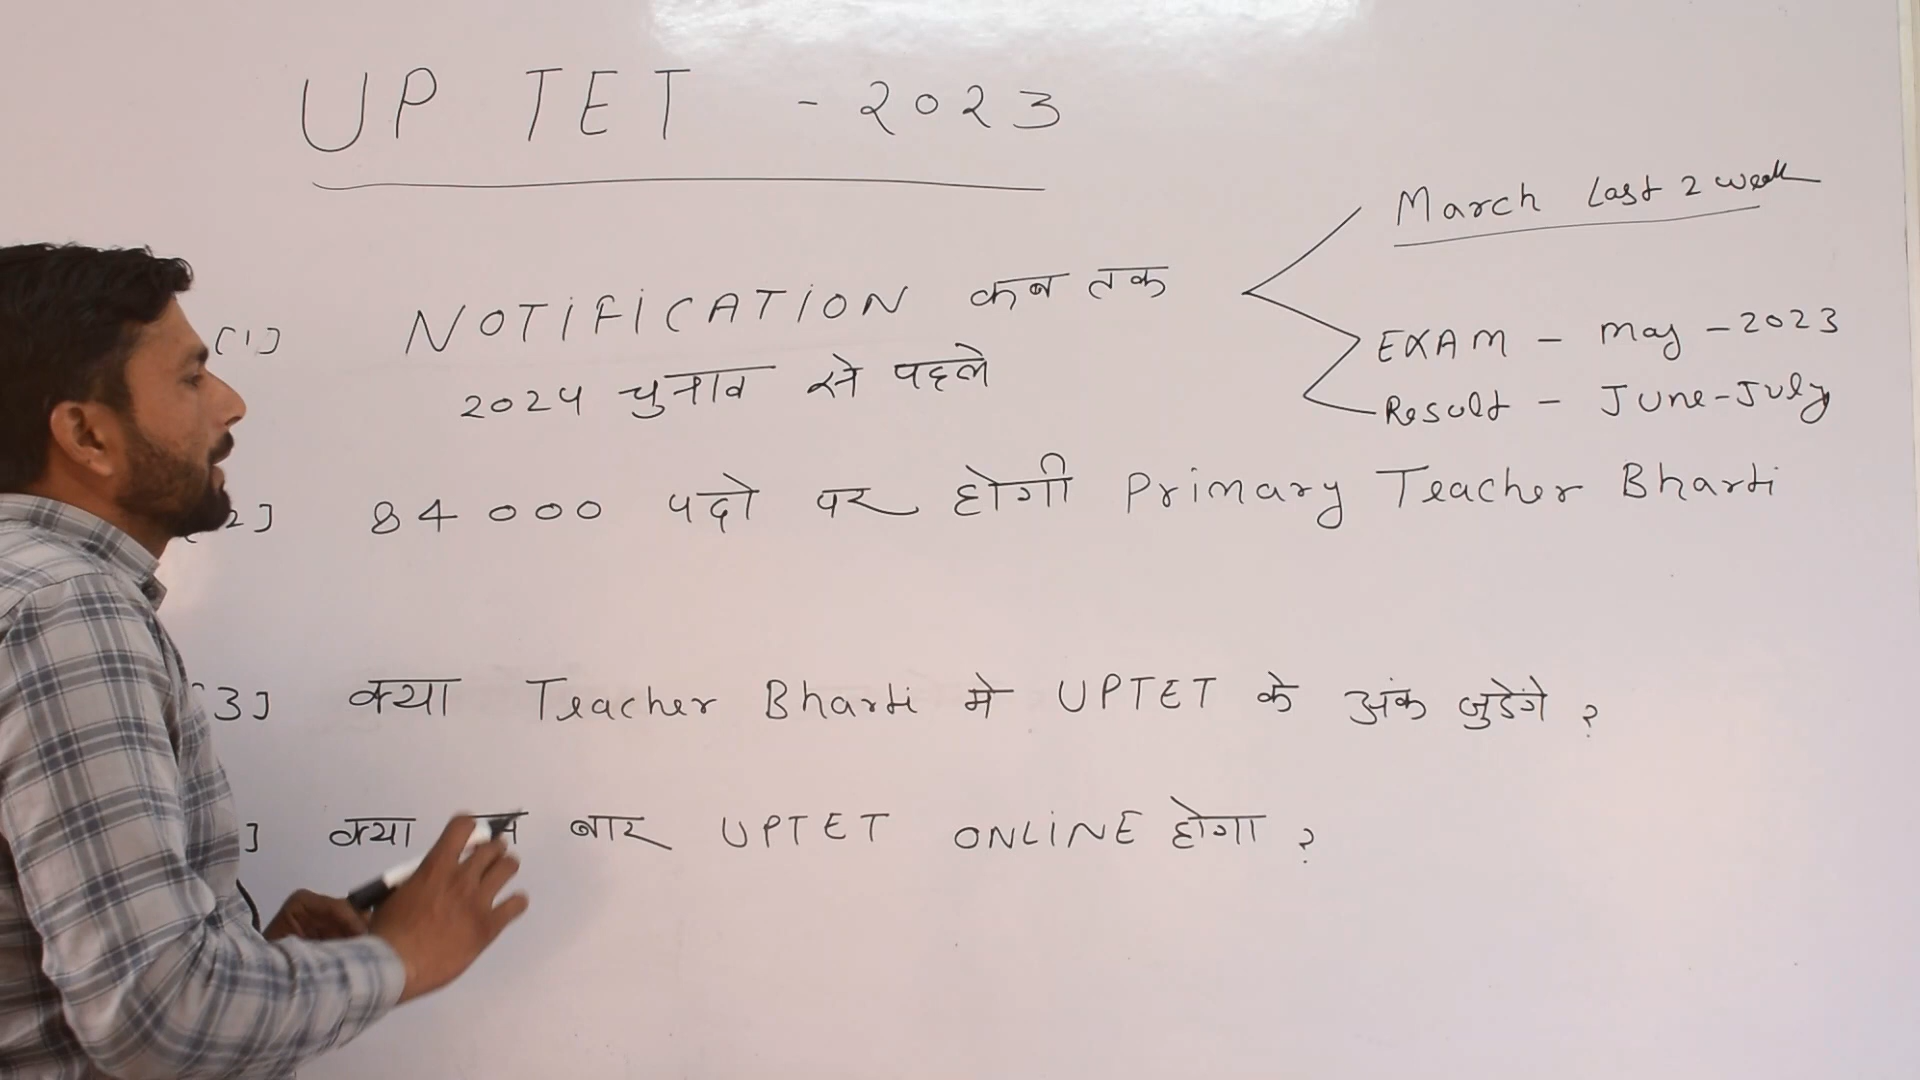 UP TET - 2023
March Last 2 week
[1] NOTiFiCATiON कब तक
EXAM - may - 2023
2024 चुनाव से पहले
Result - June-July
2] 84000 पदो पर होगी Primary Teacher Bharti
[3] क्या Teacher Bharti मे UPTET के अंक जुडेगे ?
] क्या बार UPTET ONLiNE होगा ?